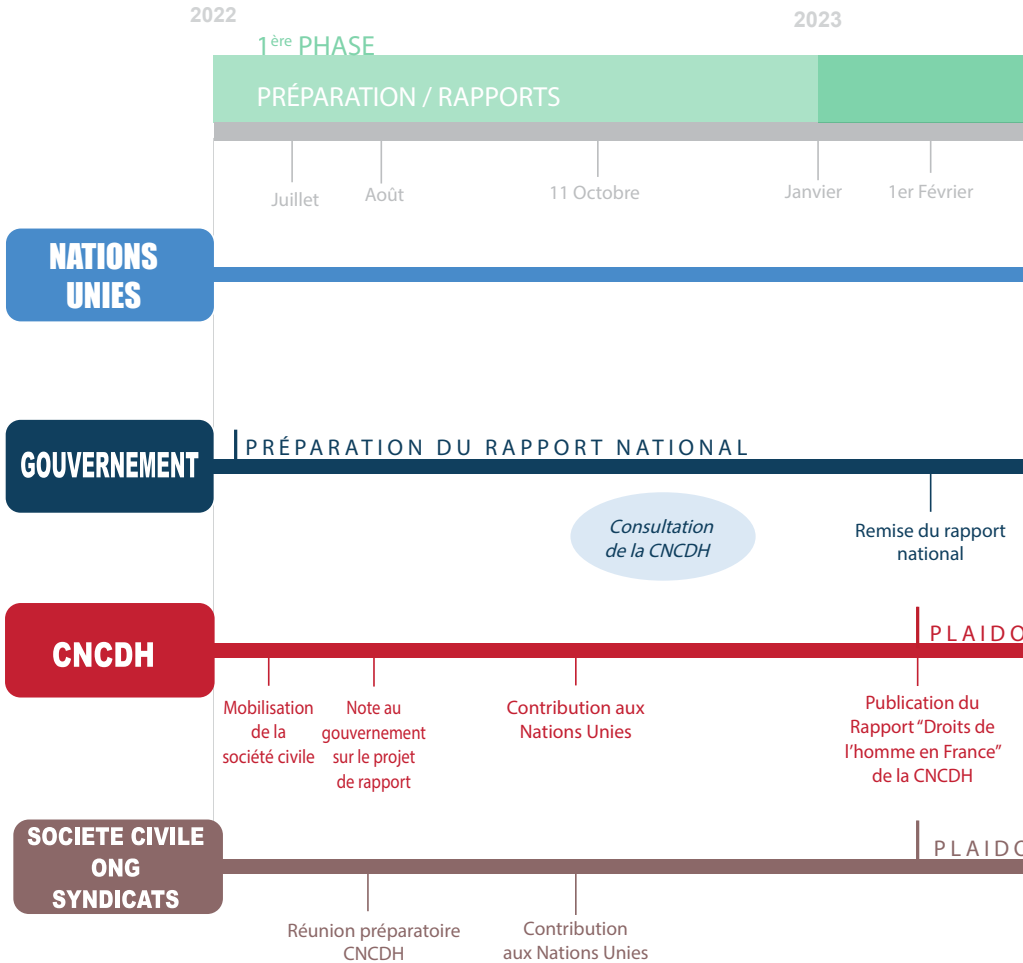 2022
2023
1ère PHASE
PRÉPARATION / RAPPORTS
Juillet
Août
11 Octobre
Janvier
1er Février
NATIONS
UNIES
GOUVERNEMENT
PRÉPARATION DU RAPPORT NATIONAL
Consultation
de la CNCDH
Remise du rapport
national
CNCDH
PLAIDO
Mobilisation
de la
société civile
Note au
gouvernement
sur le projet
de rapport
Contribution aux
Nations Unies
Publication du
Rapport “Droits de
l’homme en France”
de la CNCDH
SOCIETE CIVILE
ONG
SYNDICATS
PLAIDO
Réunion préparatoire
CNCDH
Contribution
aux Nations Unies